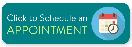 Click to Schedule an
APPOINTMENT